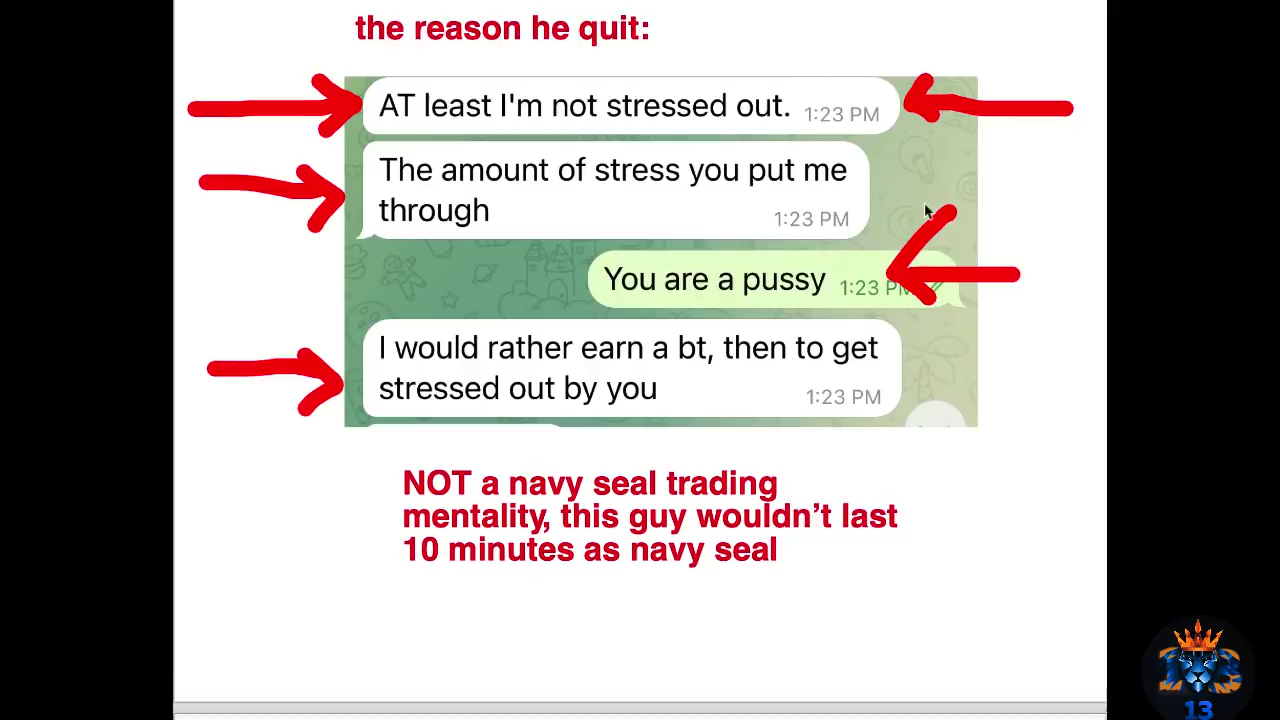 the reason he quit:
AT least I'm not stressed out. 1:23 PM
The amount of stress you put me
through 1:23 PM
You are a pussy 1:23 PM
I would rather earn a bt, then to get
stressed out by you 1:23 PM
NOT a navy seal trading
mentality, this guy wouldn’t last
10 minutes as navy seal
13